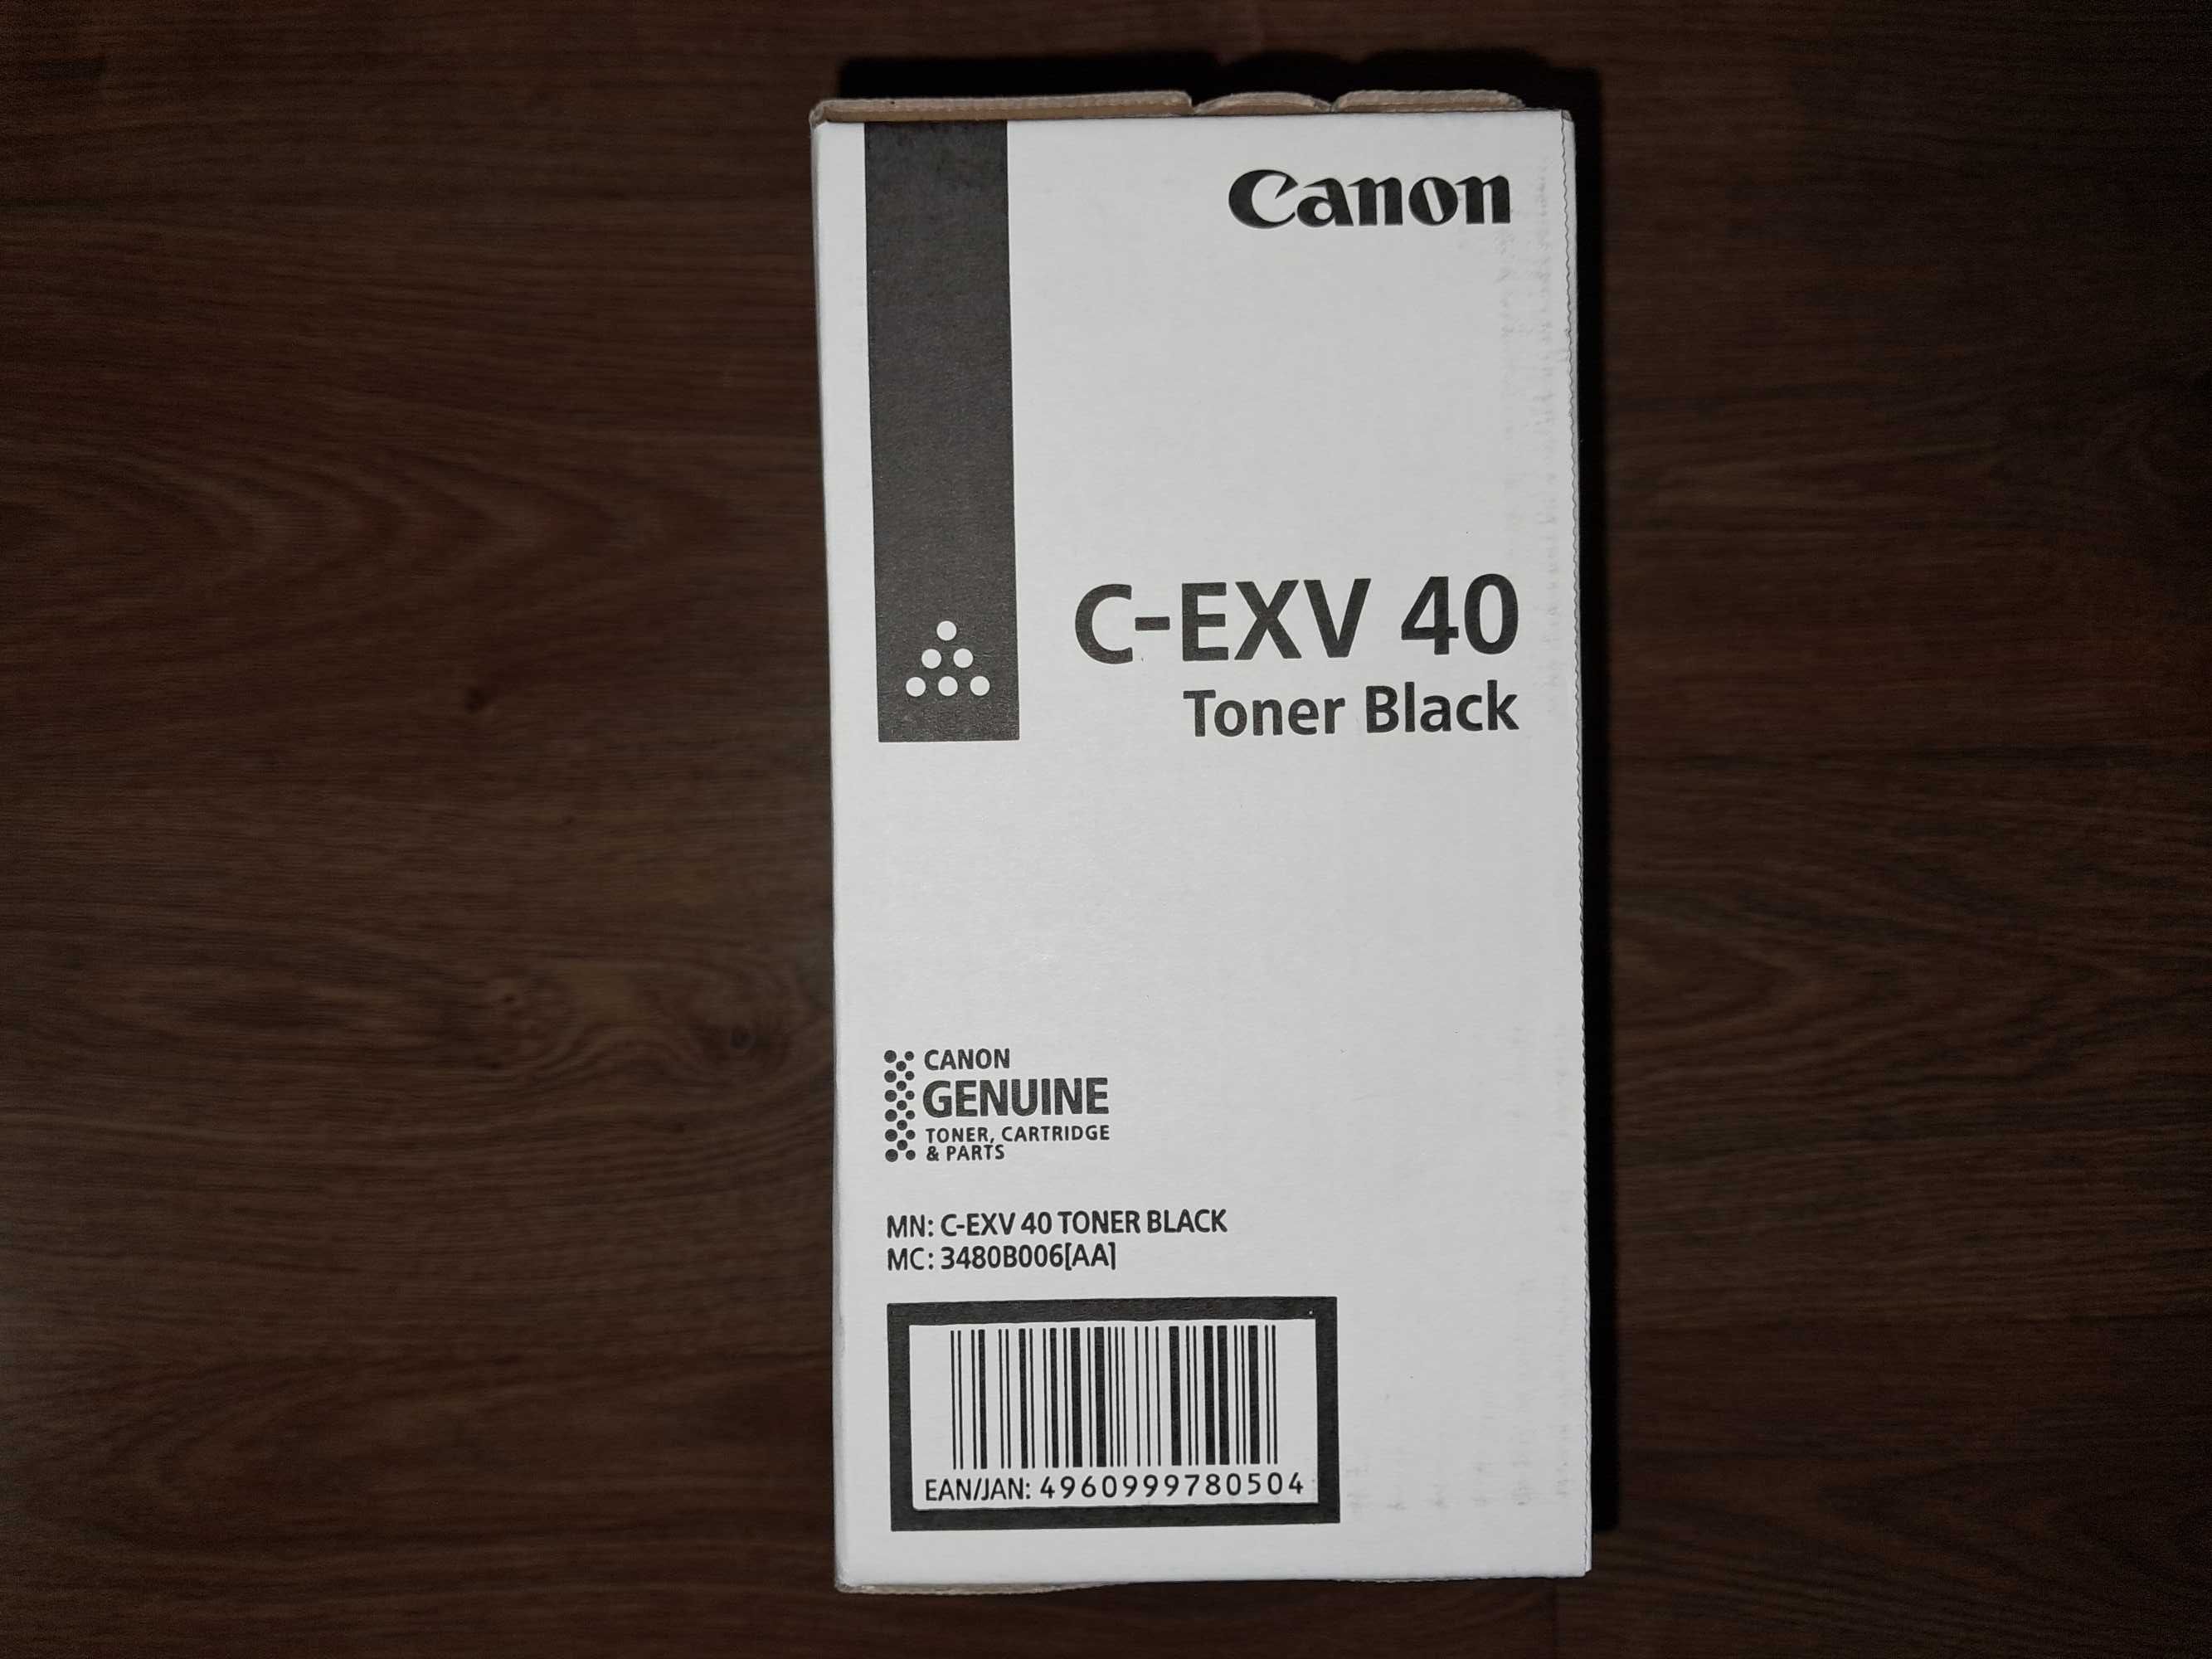 Canon
C-EXV 40
Toner Black
CANON
GENUINE
TONER, CARTRIDGE
& PARTS
MN: C-EXV 40 TONER BLACK
MC: 3480B006[AA]
EAN/JAN: 4960999780504